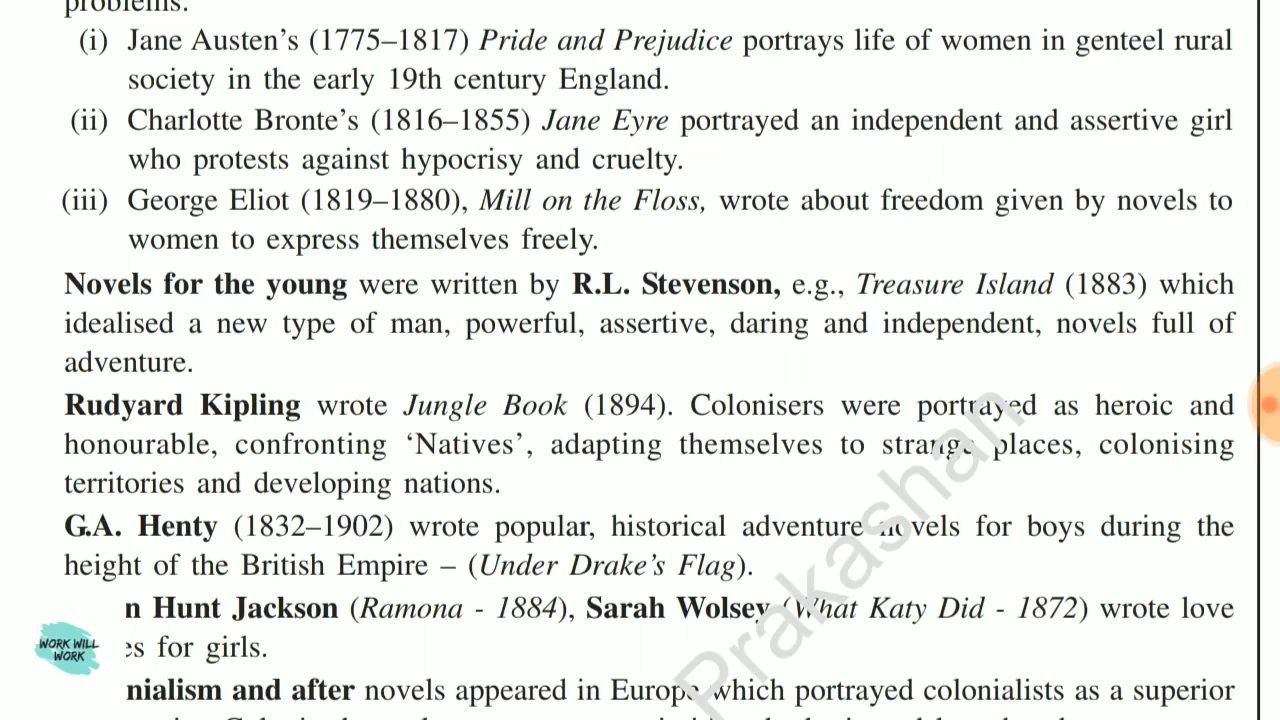 problems.
(i) Jane Austen's (1775–1817) Pride and Prejudice portrays life of women in genteel rural
society in the early 19th century England.
(ii) Charlotte Bronte's (1816–1855) Jane Eyre portrayed an independent and assertive girl
who protests against hypocrisy and cruelty.
(iii) George Eliot (1819–1880), Mill on the Floss, wrote about freedom given by novels to
women to express themselves freely.
Novels for the young were written by R.L. Stevenson, e.g., Treasure Island (1883) which
idealised a new type of man, powerful, assertive, daring and independent, novels full of
adventure.
Rudyard Kipling wrote Jungle Book (1894). Colonisers were portrayed as heroic and
honourable, confronting ‘Natives’, adapting themselves to strange places, colonising
territories and developing nations.
G.A. Henty (1832–1902) wrote popular, historical adventure novels for boys during the
height of the British Empire – (Under Drake's Flag).
n Hunt Jackson (Ramona - 1884), Sarah Wolsey (What Katy Did - 1872) wrote love
es for girls.
nialism and after novels appeared in Europe which portrayed colonialists as a superior
Prakashan
WORK WILL
WORK